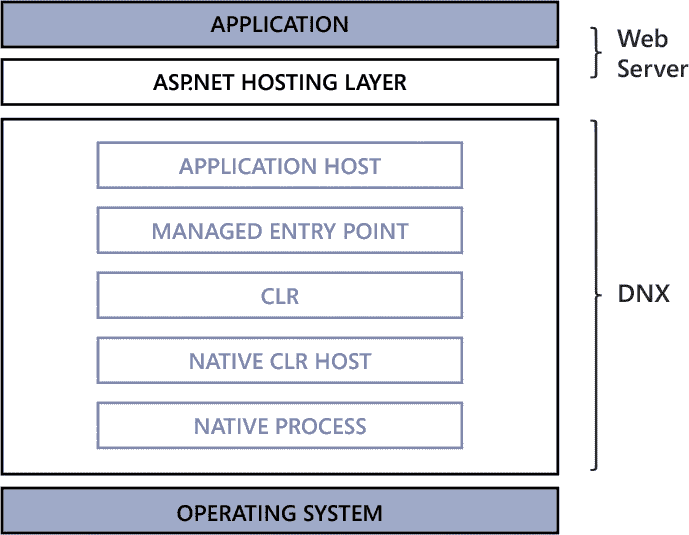 APPLICATION
Web
Server
ASP.NET HOSTING LAYER
APPLICATION HOST
MANAGED ENTRY POINT
CLR
DNX
NATIVE CLR HOST
NATIVE PROCESS
OPERATING SYSTEM